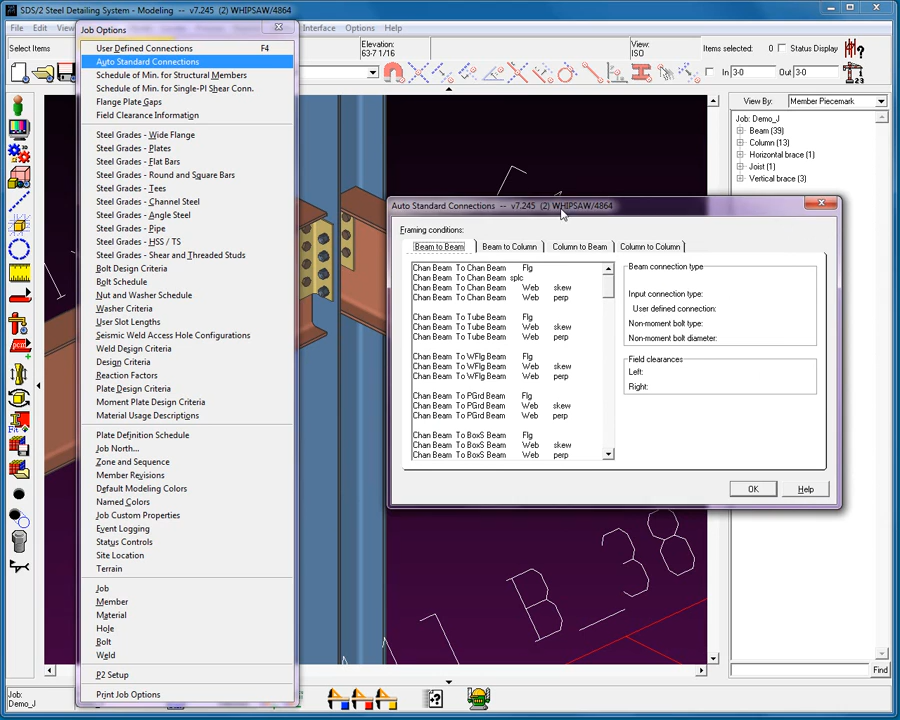 SDS/2 Steel Detailing System - Modeling -- v7.245 (2) WHIPSAW/4864
File Edit Interface Options Help
Select Items
Elevation:
63-7 1/16
View:
ISO
Items selected: 0
Status Display
In 3-0 Out 3-0
123
Job Options
User Defined Connections F4
Auto Standard Connections
Schedule of Min. for Structural Members
Schedule of Min. for Single-Pl Shear Conn.
Flange Plate Gaps
Field Clearance Information
Steel Grades - Wide Flange
Steel Grades - Plates
Steel Grades - Flat Bars
Steel Grades - Round and Square Bars
Steel Grades - Tees
Steel Grades - Channel Steel
Steel Grades - Angle Steel
Steel Grades - Pipe
Steel Grades - HSS / TS
Steel Grades - Shear and Threaded Studs
Bolt Design Criteria
Bolt Schedule
Nut and Washer Schedule
Washer Criteria
User Slot Lengths
Seismic Weld Access Hole Configurations
Weld Design Criteria
Design Criteria
Reaction Factors
Plate Design Criteria
Moment Plate Design Criteria
Material Usage Descriptions
Plate Definition Schedule
Job North...
Zone and Sequence
Member Revisions
Default Modeling Colors
Named Colors
Job Custom Properties
Event Logging
Status Controls
Site Location
Terrain
Job
Member
Material
Hole
Bolt
Weld
P2 Setup
Print Job Options
Auto Standard Connections -- v7.245 (2) WHIPSAW/4864
Framing conditions:
Beam to Beam Beam to Column Column to Beam Column to Column
Chan Beam To Chan Beam Flg
Chan Beam To Chan Beam splc
Chan Beam To Chan Beam Web skew
Chan Beam To Chan Beam Web perp
Chan Beam To Tube Beam Flg
Chan Beam To Tube Beam Web skew
Chan Beam To Tube Beam Web perp
Chan Beam To WFlg Beam Flg
Chan Beam To WFlg Beam Web skew
Chan Beam To WFlg Beam Web perp
Chan Beam To PGrd Beam Flg
Chan Beam To PGrd Beam Web skew
Chan Beam To PGrd Beam Web perp
Chan Beam To BoxS Beam Flg
Chan Beam To BoxS Beam Web skew
Chan Beam To BoxS Beam Web perp
Beam connection type
Input connection type:
User defined connection:
Non-moment bolt type:
Non-moment bolt diameter:
Field clearances
Left:
Right:
OK Help
View By: Member Piecemark
Job: Demo_J
Beam (39)
Column (13)
Horizontal brace (1)
Joist (1)
Vertical brace (3)
B_38
Find
Job:
Demo_J